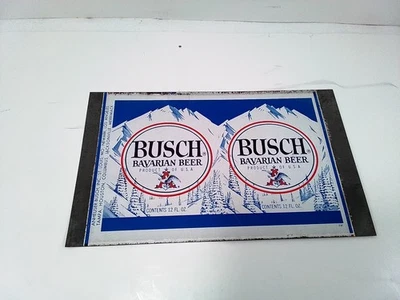 BUSCH
BAVARIAN BEER
PRODUCT OF U.S.A.
CONTENTS 12 FL. OZ.
BUSCH
BAVARIAN BEER
PRODUCT OF U.S.A.
CONTENTS 12 FL. OZ.